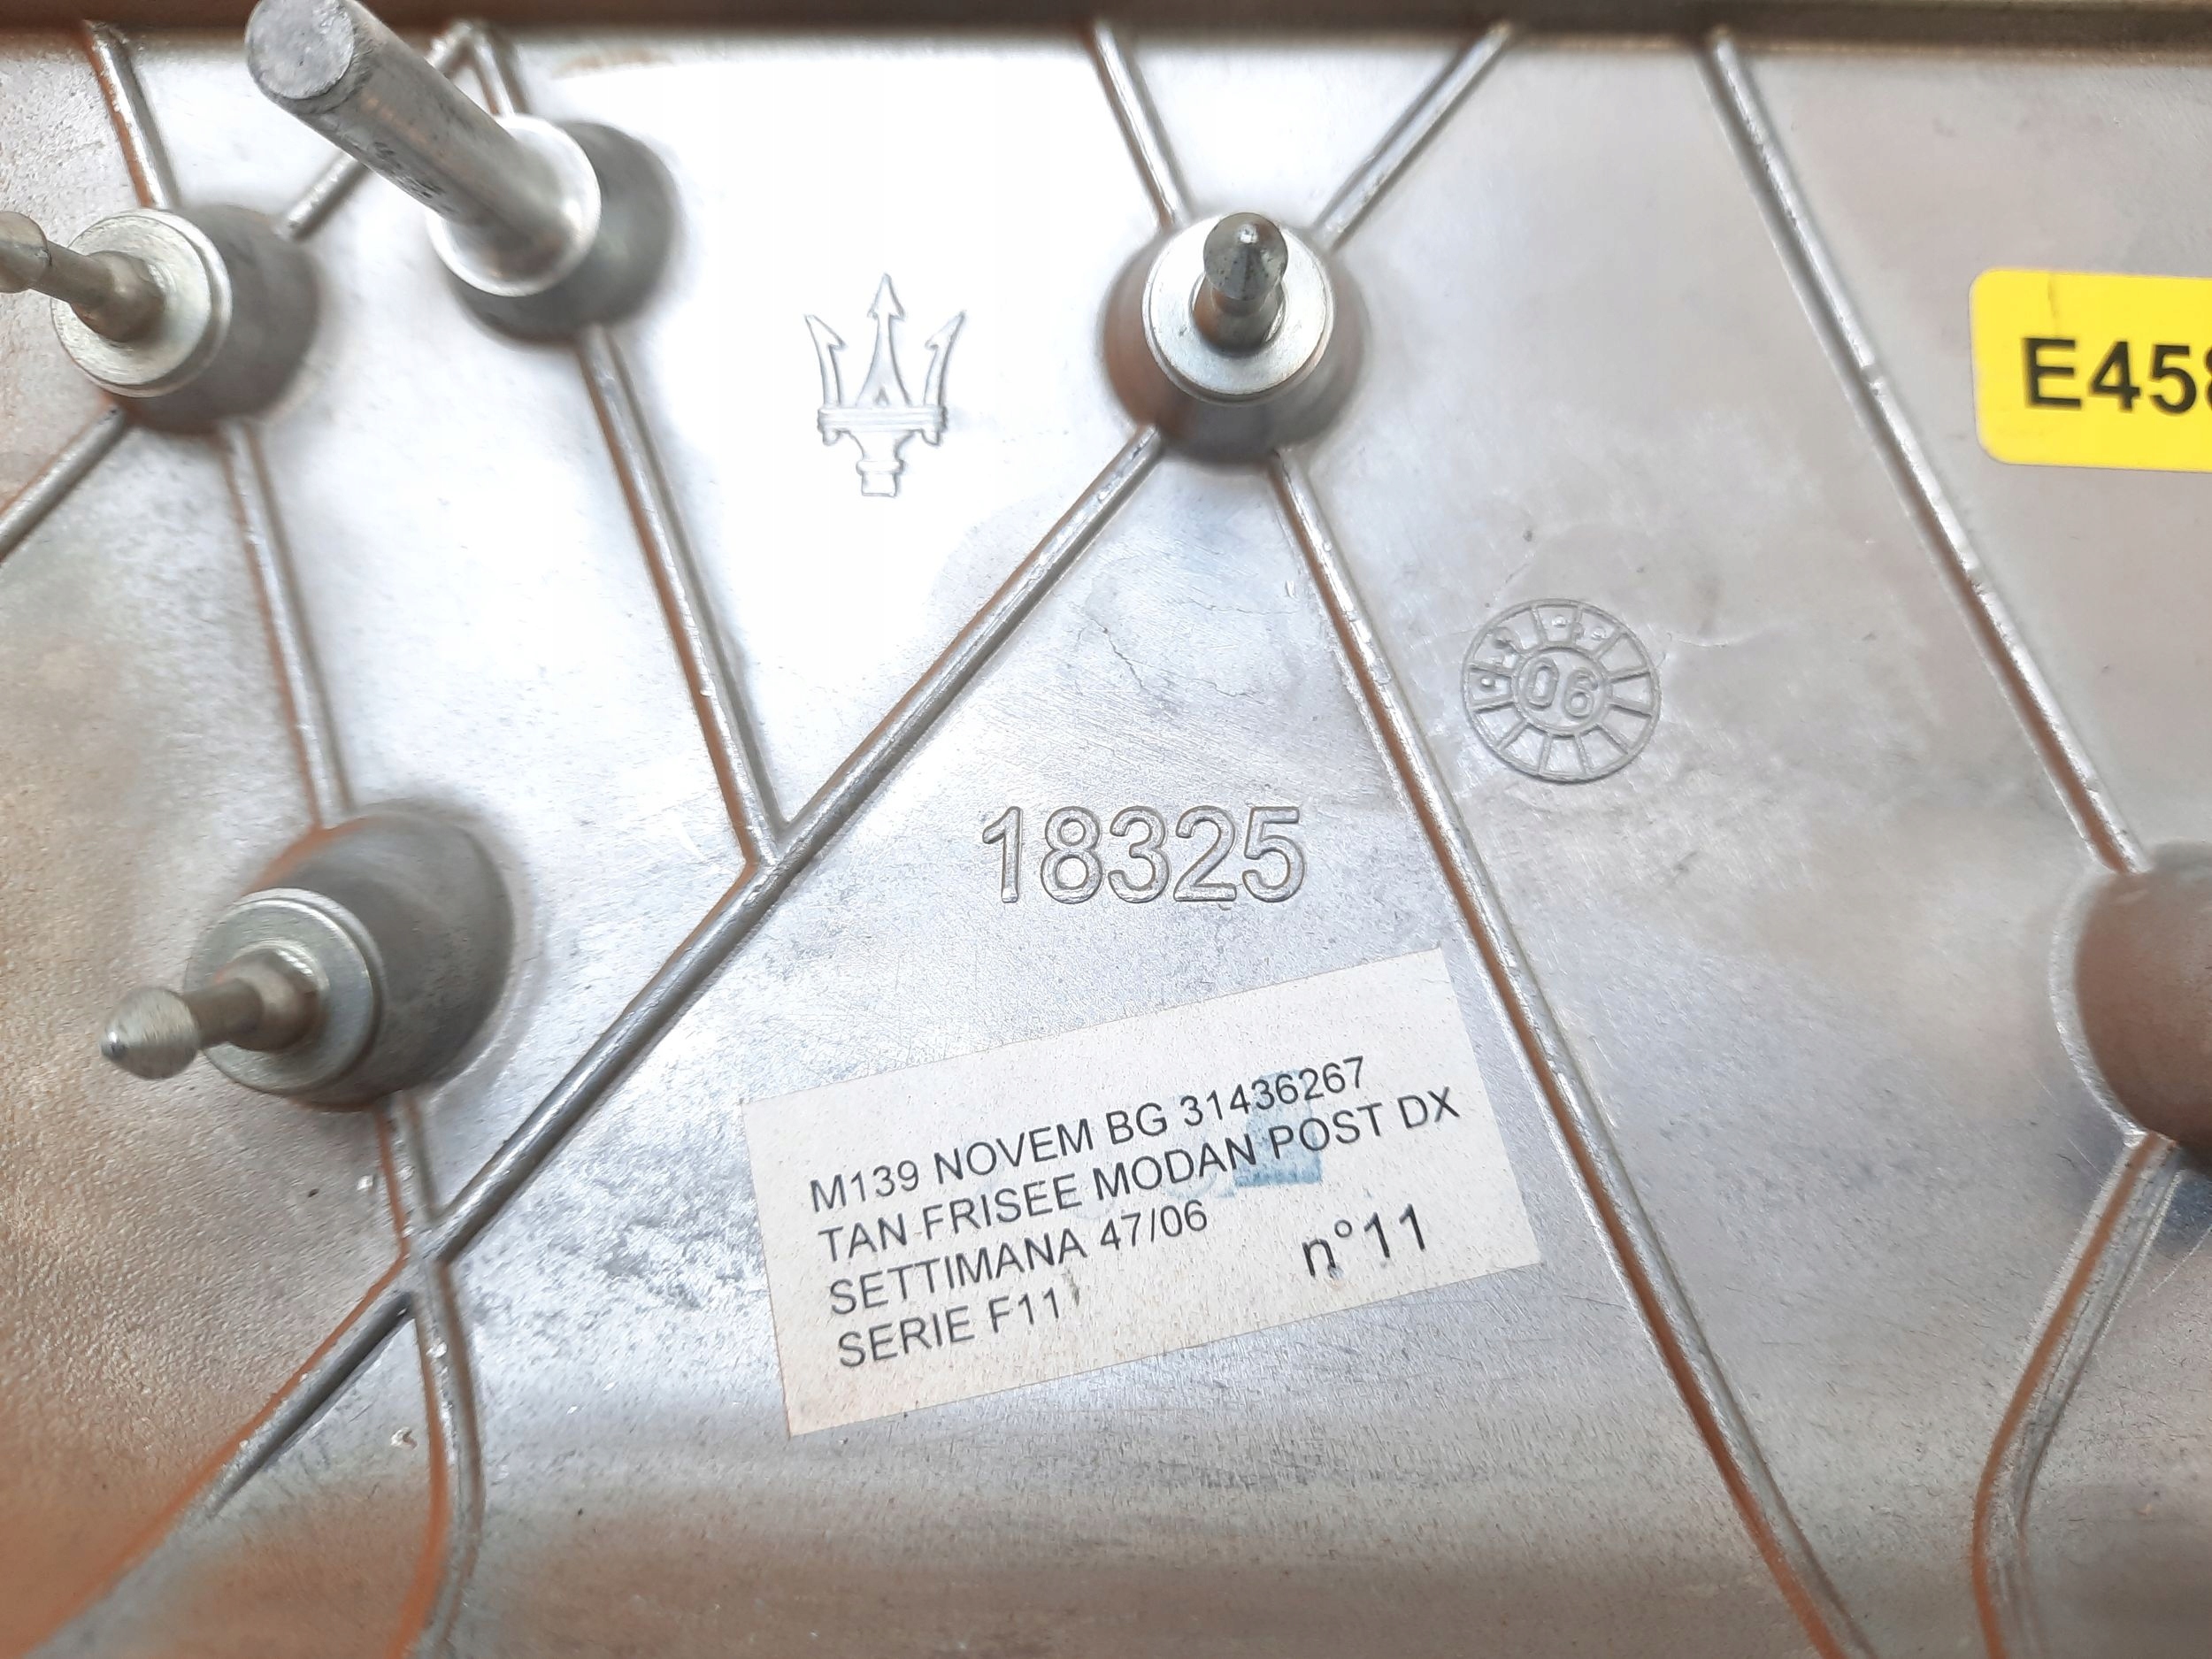 E458
06
18325
M139 NOVEM BG 31436267
TAN FRISEE MODAN POST DX
SETTIMANA 47/06
n°11
SERIE F11